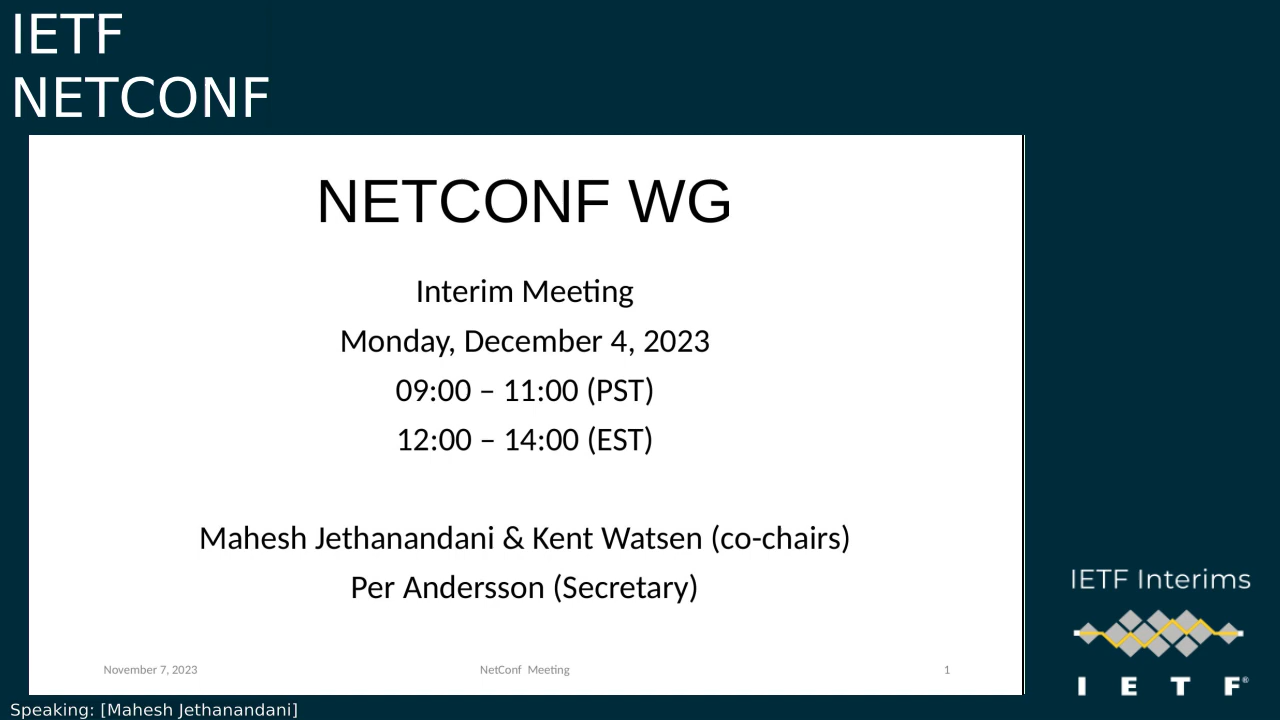 IETF
NETCONF
NETCONF WG
Interim Meeting
Monday, December 4, 2023
09:00 – 11:00 (PST)
12:00 – 14:00 (EST)
Mahesh Jethanandani & Kent Watsen (co-chairs)
Per Andersson (Secretary)
November 7, 2023
NetConf Meeting
1
IETF Interims
I E T F®
Speaking: [Mahesh Jethanandani]